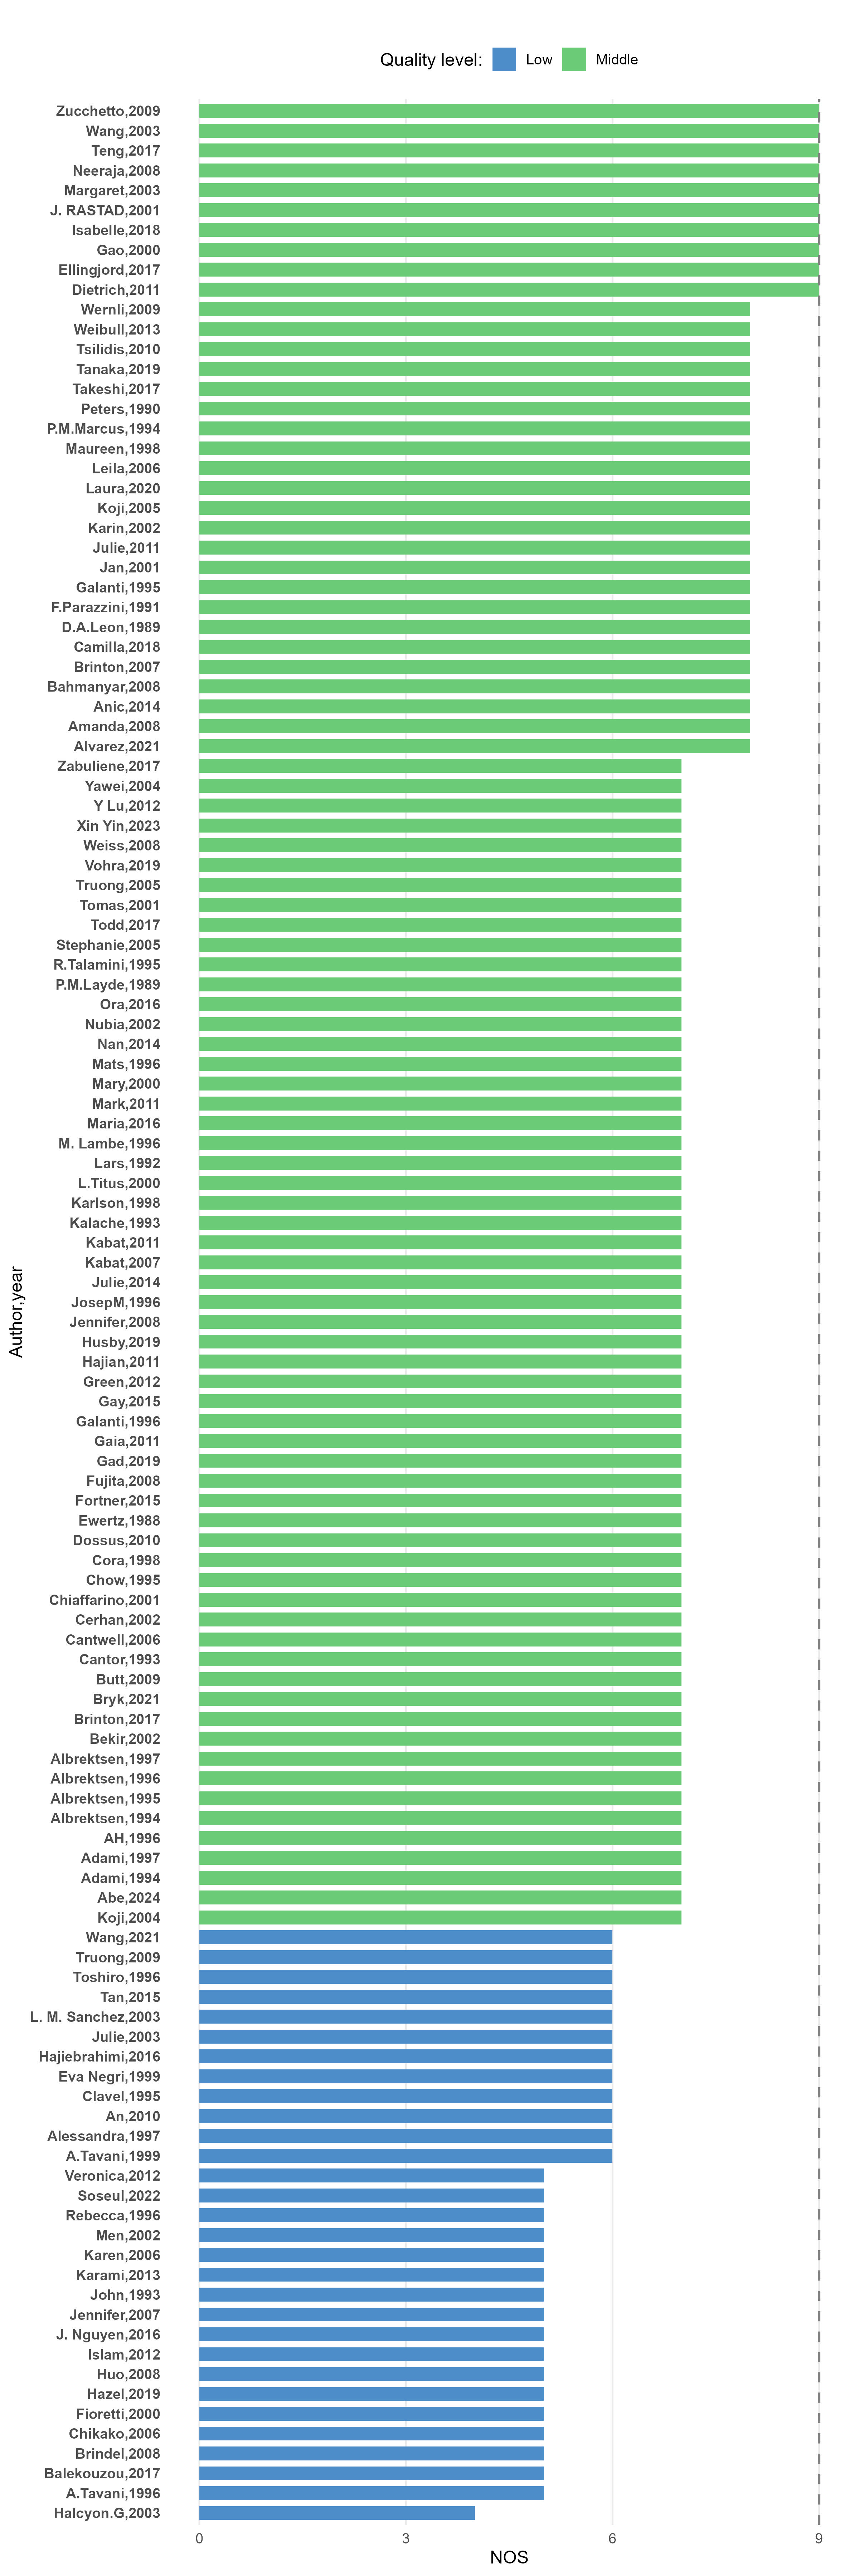 Quality level: Low Middle
Zucchetto,2009
Wang,2003
Teng,2017
Neeraja,2008
Margaret,2003
J. RASTAD,2001
Isabelle,2018
Gao,2000
Ellingjord,2017
Dietrich,2011
Wernli,2009
Weibull,2013
Tsilidis,2010
Tanaka,2019
Takeshi,2017
Peters,1990
P.M.Marcus,1994
Maureen,1998
Leila,2006
Laura,2020
Koji,2005
Karin,2002
Julie,2011
Jan,2001
Galanti,1995
F.Parazzini,1991
D.A.Leon,1989
Camilla,2018
Brinton,2007
Bahmanyar,2008
Anic,2014
Amanda,2008
Alvarez,2021
Zabuliene,2017
Yawei,2004
Y Lu,2012
Xin Yin,2023
Weiss,2008
Vohra,2019
Truong,2005
Tomas,2001
Todd,2017
Stephanie,2005
R.Talamini,1995
P.M.Layde,1989
Ora,2016
Nubia,2002
Nan,2014
Mats,1996
Mary,2000
Mark,2011
Maria,2016
M. Lambe,1996
Lars,1992
L.Titus,2000
Karlson,1998
Kalache,1993
Kabat,2011
Kabat,2007
Julie,2014
JosepM,1996
Jennifer,2008
Husby,2019
Hajian,2011
Green,2012
Gay,2015
Galanti,1996
Gaia,2011
Gad,2019
Fujita,2008
Fortner,2015
Ewertz,1988
Dossus,2010
Cora,1998
Chow,1995
Chiaffarino,2001
Cerhan,2002
Cantwell,2006
Cantor,1993
Butt,2009
Bryk,2021
Brinton,2017
Bekir,2002
Albrektsen,1997
Albrektsen,1996
Albrektsen,1995
Albrektsen,1994
AH,1996
Adami,1997
Adami,1994
Abe,2024
Koji,2004
Wang,2021
Truong,2009
Toshiro,1996
Tan,2015
L. M. Sanchez,2003
Julie,2003
Hajiebrahimi,2016
Eva Negri,1999
Clavel,1995
An,2010
Alessandra,1997
A.Tavani,1999
Veronica,2012
Soseul,2022
Rebecca,1996
Men,2002
Karen,2006
Karami,2013
John,1993
Jennifer,2007
J. Nguyen,2016
Islam,2012
Huo,2008
Hazel,2019
Fioretti,2000
Chikako,2006
Brindel,2008
Balekouzou,2017
A.Tavani,1996
Halcyon.G,2003
Author,year
0 3 6 9
NOS